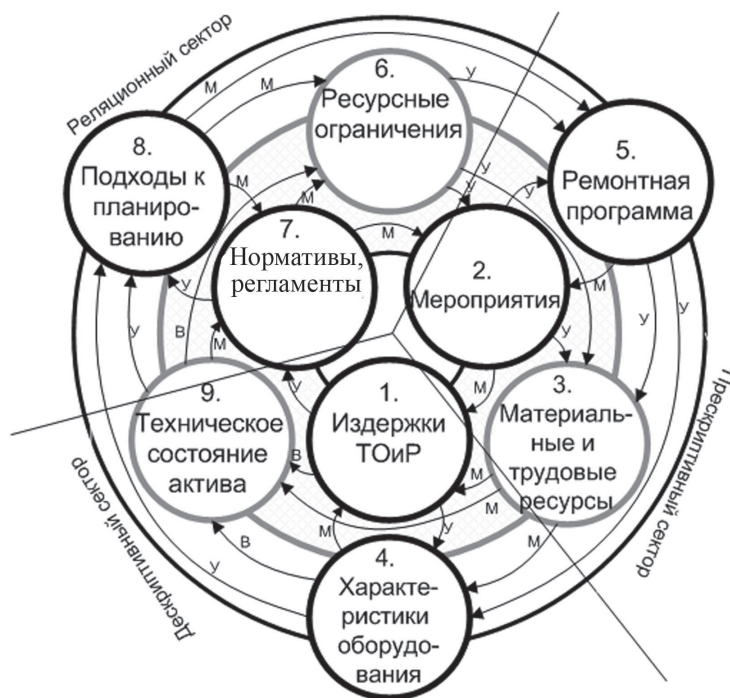 Реляционный сектор
6.
Ресурсные
ограничения
8.
Подходы к
планиро-
ванию
5.
Ремонтная
программа
7.
Нормативы,
регламенты
2.
Мероприятия
9.
Техническое
состояние
актива
1.
Издержки
ТОиР
3.
Материаль-
ные и
трудовые
ресурсы
4.
Характе-
ристики
оборудо-
вания
Дескриптивный сектор
Прескриптивный сектор
М
М
У
М
У
У
М
М
М
У
У
В
М
У
М
У
У
У
М
В
М
М
М
У
М
В
У